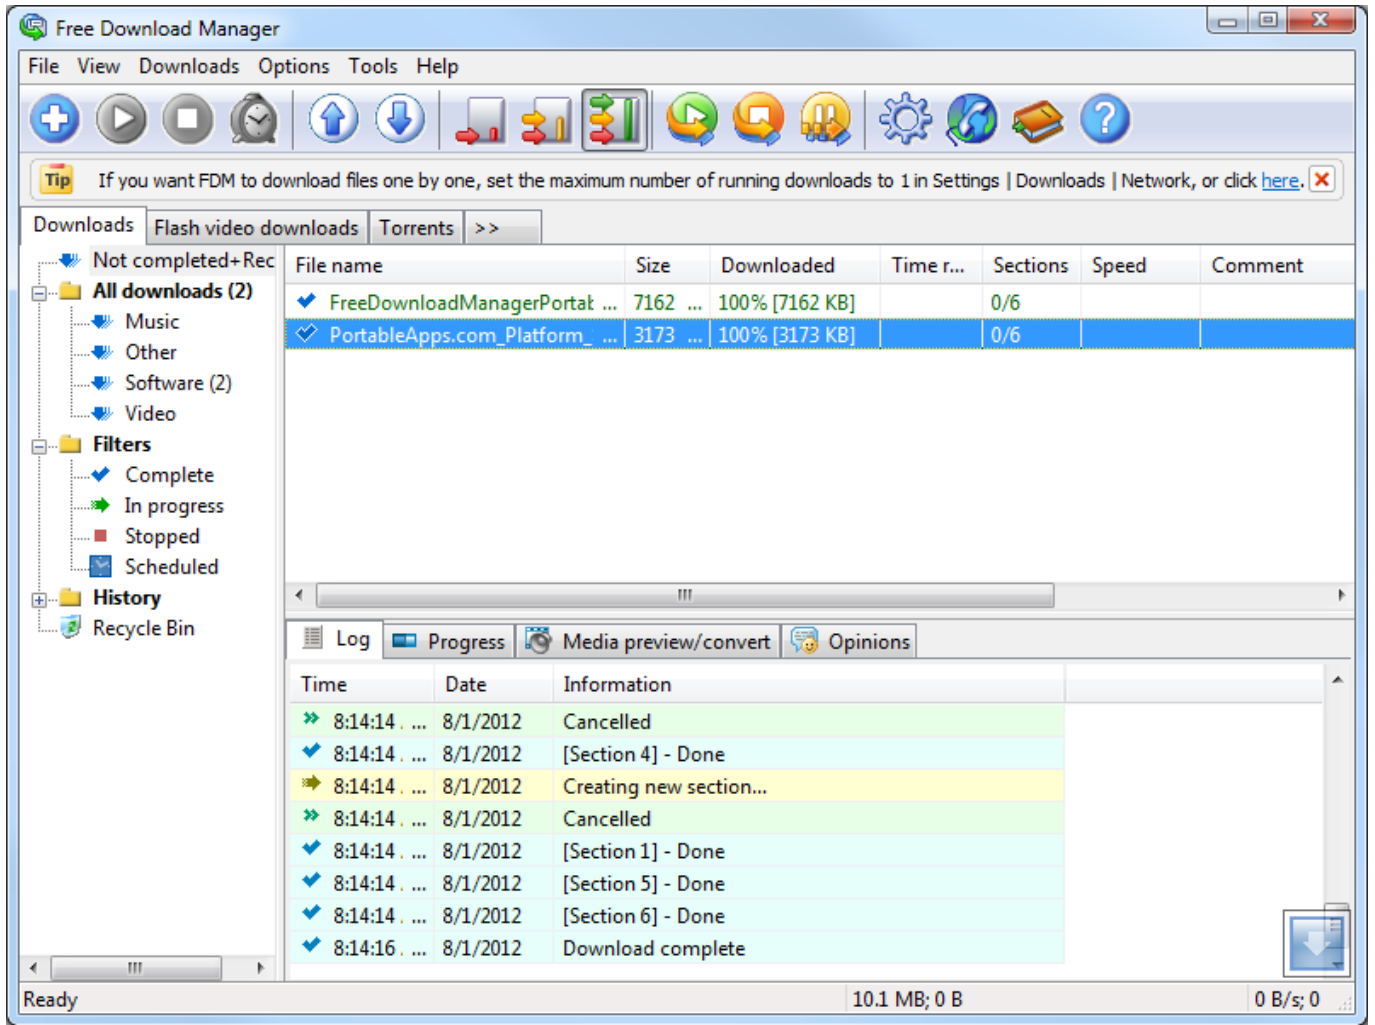 Free Download Manager
File View Downloads Options Tools Help
Tip If you want FDM to download files one by one, set the maximum number of running downloads to 1 in Settings | Downloads | Network, or click here.
Downloads Flash video downloads Torrents >>
Not completed+Rec
All downloads (2)
Music
Other
Software (2)
Video
Filters
Complete
In progress
Stopped
Scheduled
History
Recycle Bin
File name Size Downloaded Time r... Sections Speed Comment
FreeDownloadManagerPortab ... 7162 ... 100% [7162 KB] 0/6
PortableApps.com_Platform_ ... 3173 ... 100% [3173 KB] 0/6
Log Progress Media preview/convert Opinions
Time Date Information
8:14:14 ... 8/1/2012 Cancelled
8:14:14 ... 8/1/2012 [Section 4] - Done
8:14:14 ... 8/1/2012 Creating new section...
8:14:14 ... 8/1/2012 Cancelled
8:14:14 ... 8/1/2012 [Section 1] - Done
8:14:14 ... 8/1/2012 [Section 5] - Done
8:14:14 ... 8/1/2012 [Section 6] - Done
8:14:16 ... 8/1/2012 Download complete
Ready 10.1 MB; 0 B 0 B/s; 0